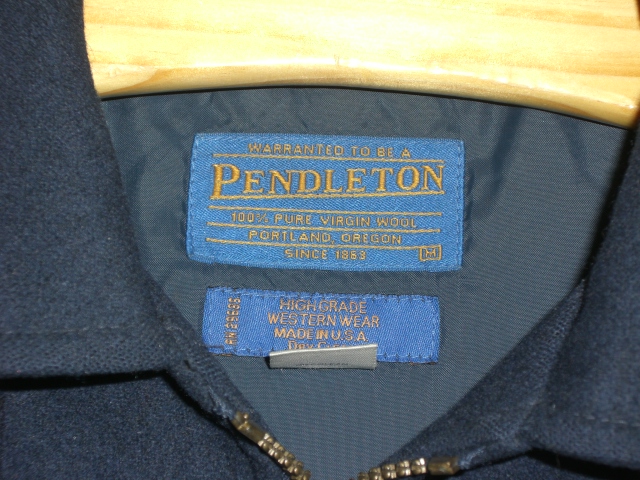 WARRANTED TO BE A
PENDLETON
100% PURE VIRGIN WOOL
PORTLAND, OREGON
SINCE 1863
M
HIGH GRADE
WESTERN WEAR
MADE IN U.S.A.